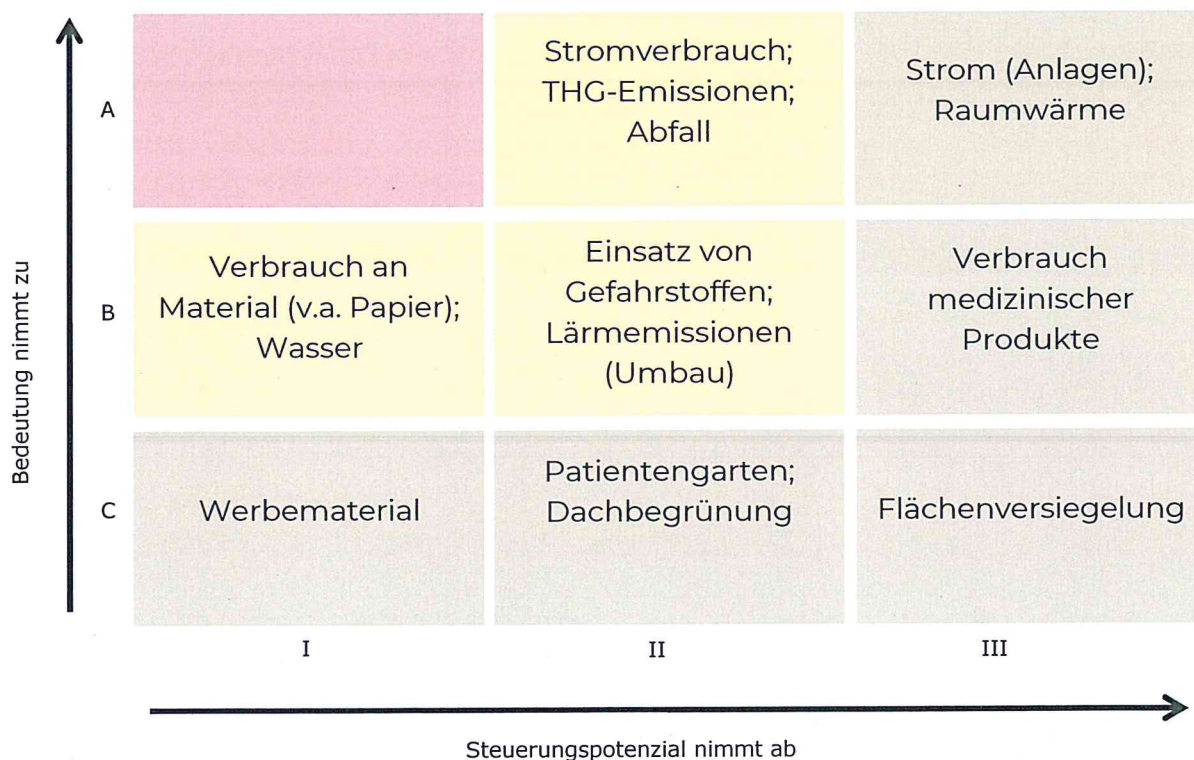 Stromverbrauch;
THG-Emissionen;
Abfall
Strom (Anlagen);
Raumwärme
A
Verbrauch an
Material (v.a. Papier);
Wasser
Einsatz von
Gefahrstoffen;
Lärmemissionen
(Umbau)
Verbrauch
medizinischer
Produkte
B
Bedeutung nimmt zu
Werbematerial
Patientengarten;
Dachbegrünung
Flächenversiegelung
C
I
II
III
Steuerungspotenzial nimmt ab